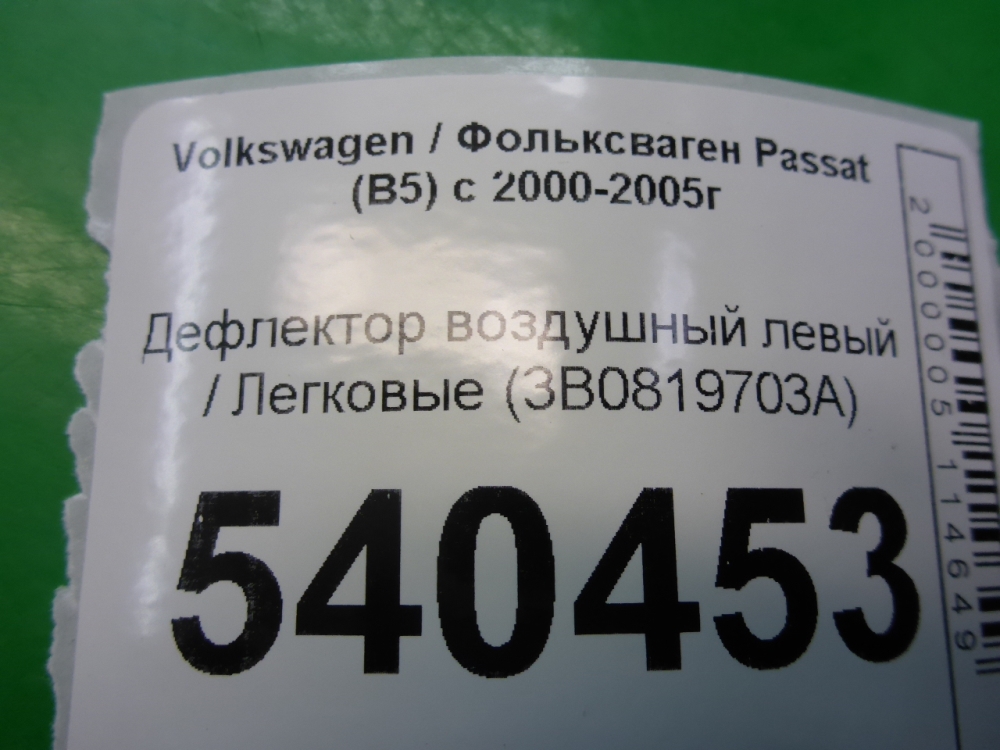 Volkswagen / Фольксваген Passat
(B5) с 2000-2005г
Дефлектор воздушный левый
/ Легковые (3B0819703A)
540453
2000005114649